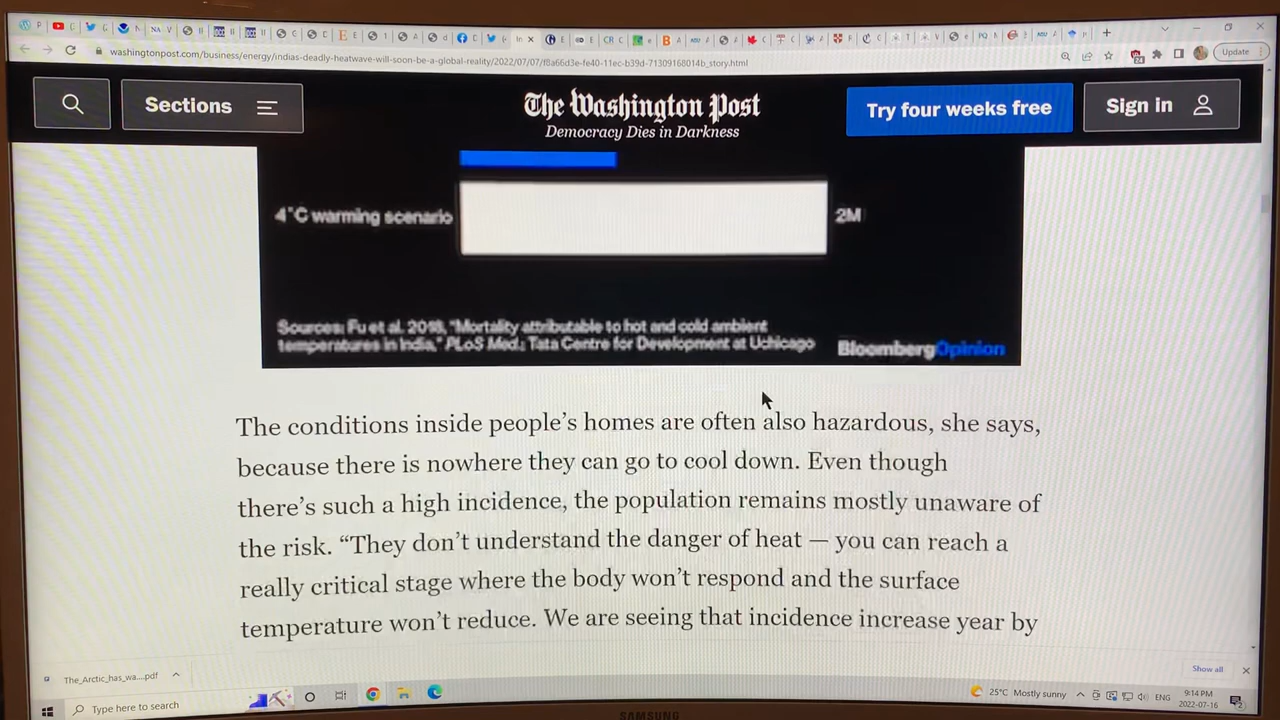 washingtonpost.com/business/energy/indias-deadly-heatwave-will-soon-be-a-global-reality/2022/07/07/f8a66d3e-fe40-11ec-b39d-71309168014b_story.html
Update
Sections
The Washington Post
Democracy Dies in Darkness
Try four weeks free
Sign in
4°C warming scenario
2M
Sources: Fu et al. 2018, "Mortality attributable to hot and cold ambient
temperatures in India," PLoS Med.; Tata Centre for Development at Uchicago
BloombergOpinion
The conditions inside people's homes are often also hazardous, she says,
because there is nowhere they can go to cool down. Even though
there's such a high incidence, the population remains mostly unaware of
the risk. “They don't understand the danger of heat — you can reach a
really critical stage where the body won't respond and the surface
temperature won't reduce. We are seeing that incidence increase year by
The_Arctic_has_wa....pdf
Show all
Type here to search
25°C Mostly sunny
ENG
9:14 PM
2022-07-16
SAMSUNG